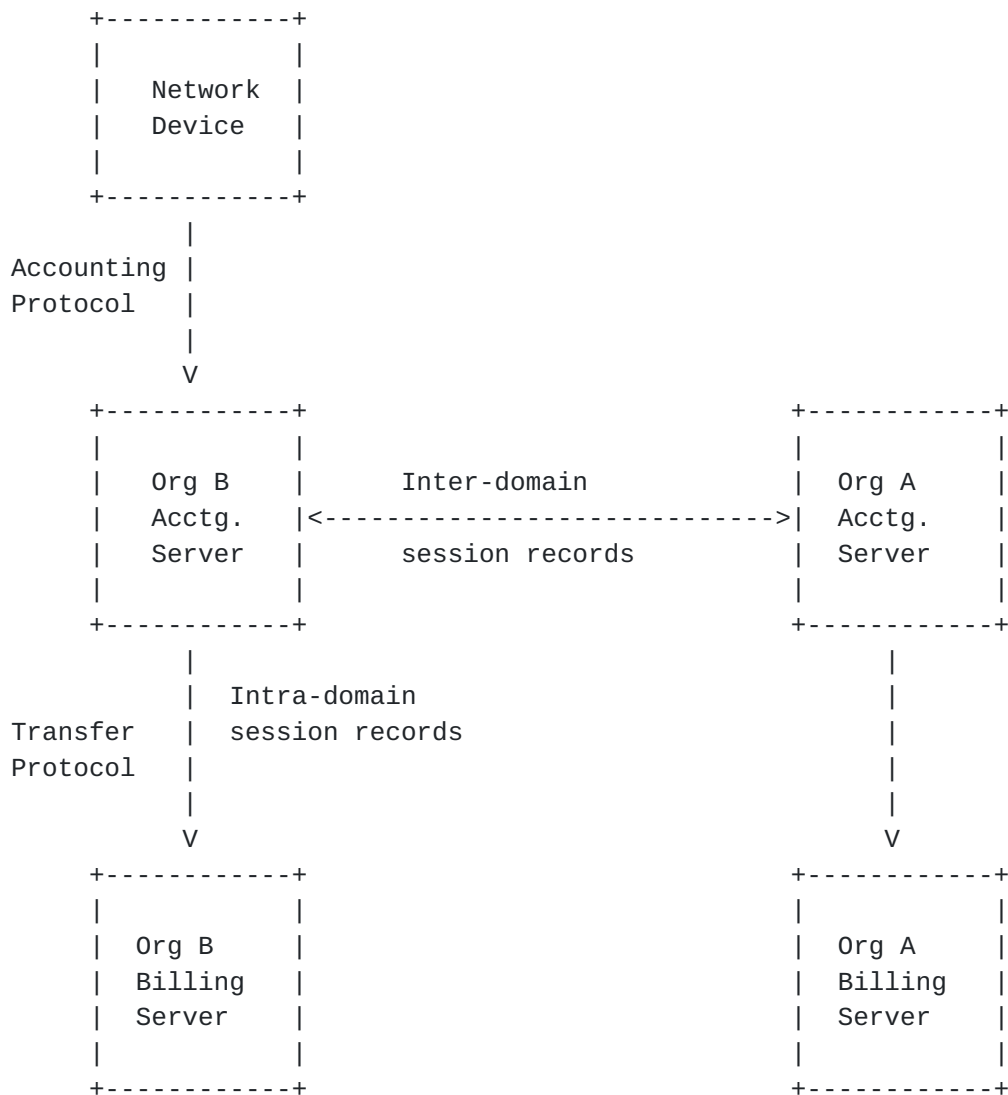 Network
Device
Accounting
Protocol
Org B
Acctg.
Server
Inter-domain
session records
Org A
Acctg.
Server
Transfer
Protocol
Intra-domain
session records
Org B
Billing
Server
Org A
Billing
Server